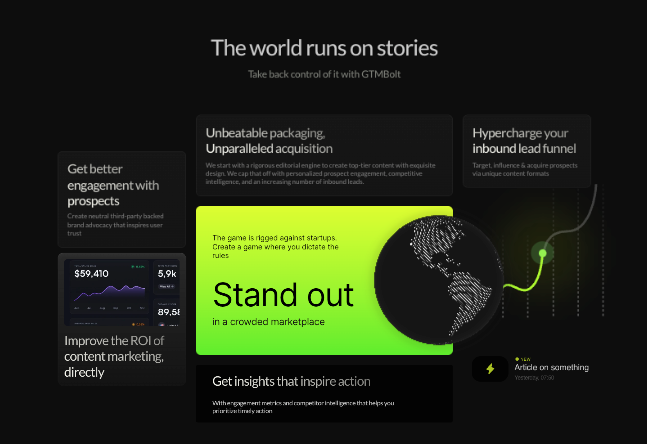 The world runs on stories
Take back control of it with GTMBolt
Get better
engagement with
prospects
Create neutral third-party backed
brand advocacy that inspires user
trust
$59,410
5,9k
89,58
Improve the ROI of
content marketing,
directly
Unbeatable packaging,
Unparalleled acquisition
We start with a rigorous editorial engine to create top-tier content with exquisite
design. We cap that off with personalized prospect engagement, competitive
intelligence, and an increasing number of inbound leads.
The game is rigged against startups.
Create a game where you dictate the
rules
Stand out
in a crowded marketplace
Get insights that inspire action
With engagement metrics and competitor intelligence that helps you
prioritize timely action
Hypercharge your
inbound lead funnel
Target, influence & acquire prospects
via unique content formats
NEW
Article on something
Yesterday, 07:50